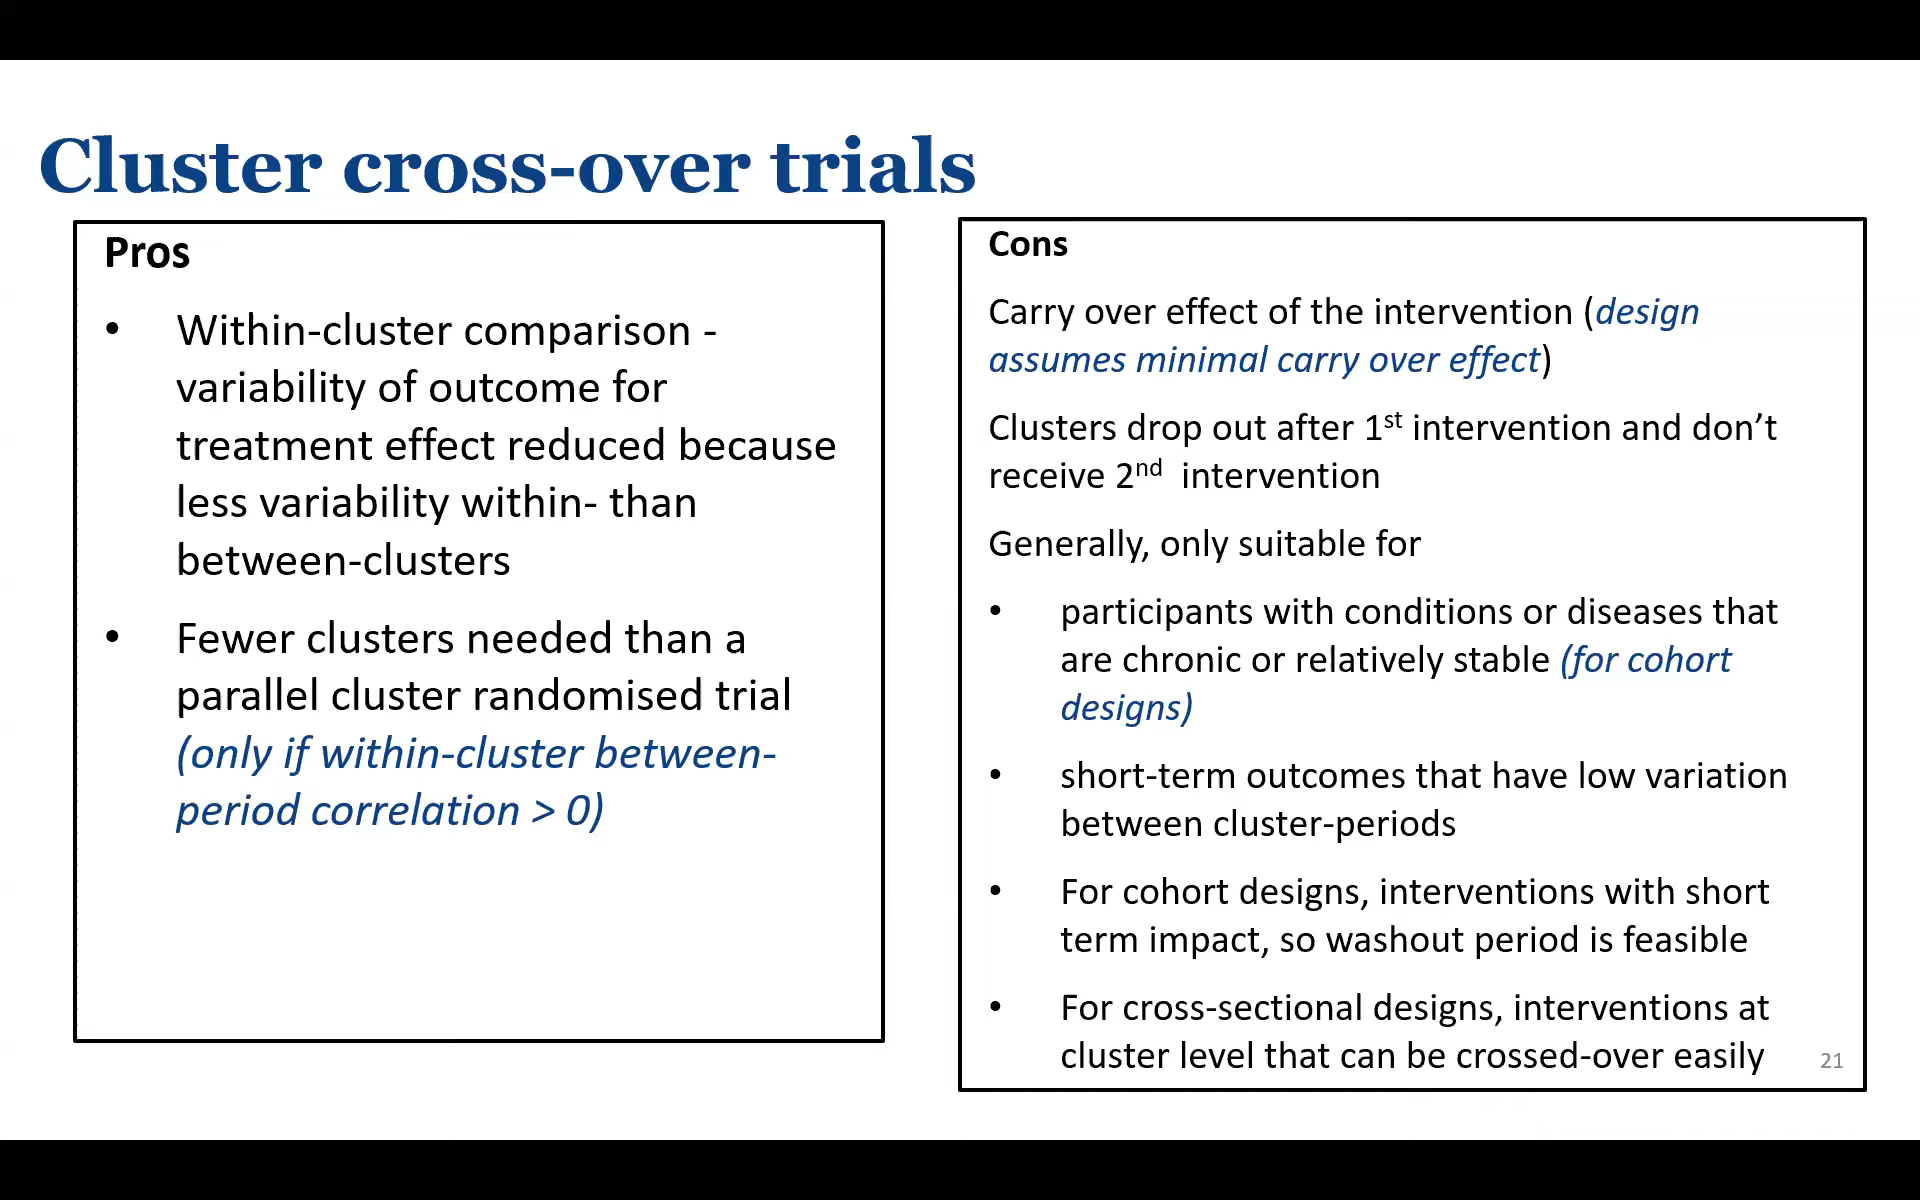 Cluster cross-over trials
Pros
• Within-cluster comparison -
variability of outcome for
treatment effect reduced because
less variability within- than
between-clusters
• Fewer clusters needed than a
parallel cluster randomised trial
(only if within-cluster between-
period correlation > 0)
Cons
Carry over effect of the intervention (design
assumes minimal carry over effect)
Clusters drop out after 1st intervention and don’t
receive 2nd intervention
Generally, only suitable for
• participants with conditions or diseases that
are chronic or relatively stable (for cohort
designs)
• short-term outcomes that have low variation
between cluster-periods
• For cohort designs, interventions with short
term impact, so washout period is feasible
• For cross-sectional designs, interventions at
cluster level that can be crossed-over easily
21